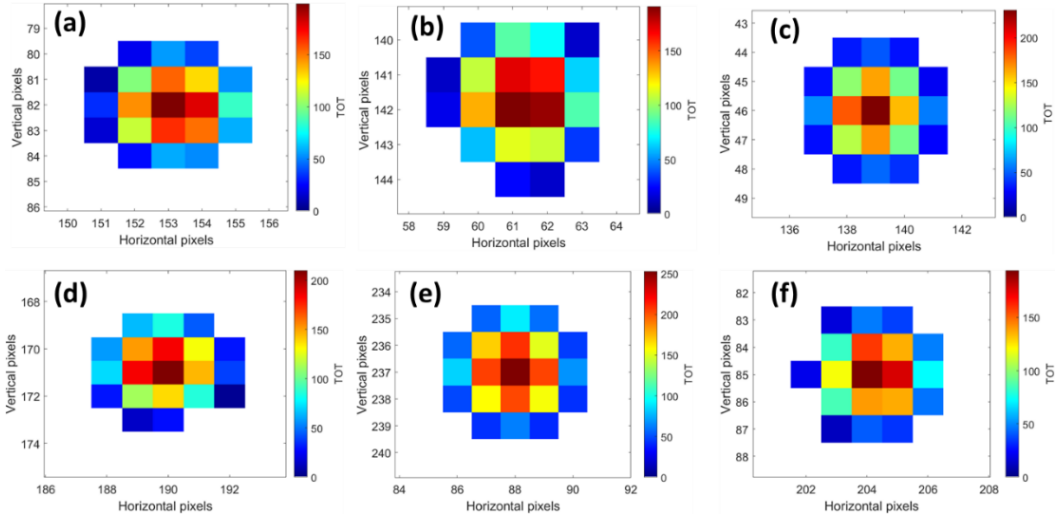 (a)
79
80
81
82
83
84
85
86
Vertical pixels
150 151 152 153 154 155 156
Horizontal pixels
150
100
50
0
TOT
(b)
140
141
142
143
144
Vertical pixels
58 59 60 61 62 63 64
Horizontal pixels
150
100
50
0
TOT
(c)
43
44
45
46
47
48
49
Vertical pixels
136 138 140 142
Horizontal pixels
200
150
100
50
0
TOT
(d)
168
170
172
174
Vertical pixels
186 188 190 192
Horizontal pixels
200
150
100
50
0
TOT
(e)
234
235
236
237
238
239
240
Vertical pixels
84 86 88 90 92
Horizontal pixels
250
200
150
100
50
0
TOT
(f)
82
83
84
85
86
87
88
Vertical pixels
202 204 206 208
Horizontal pixels
150
100
50
0
TOT